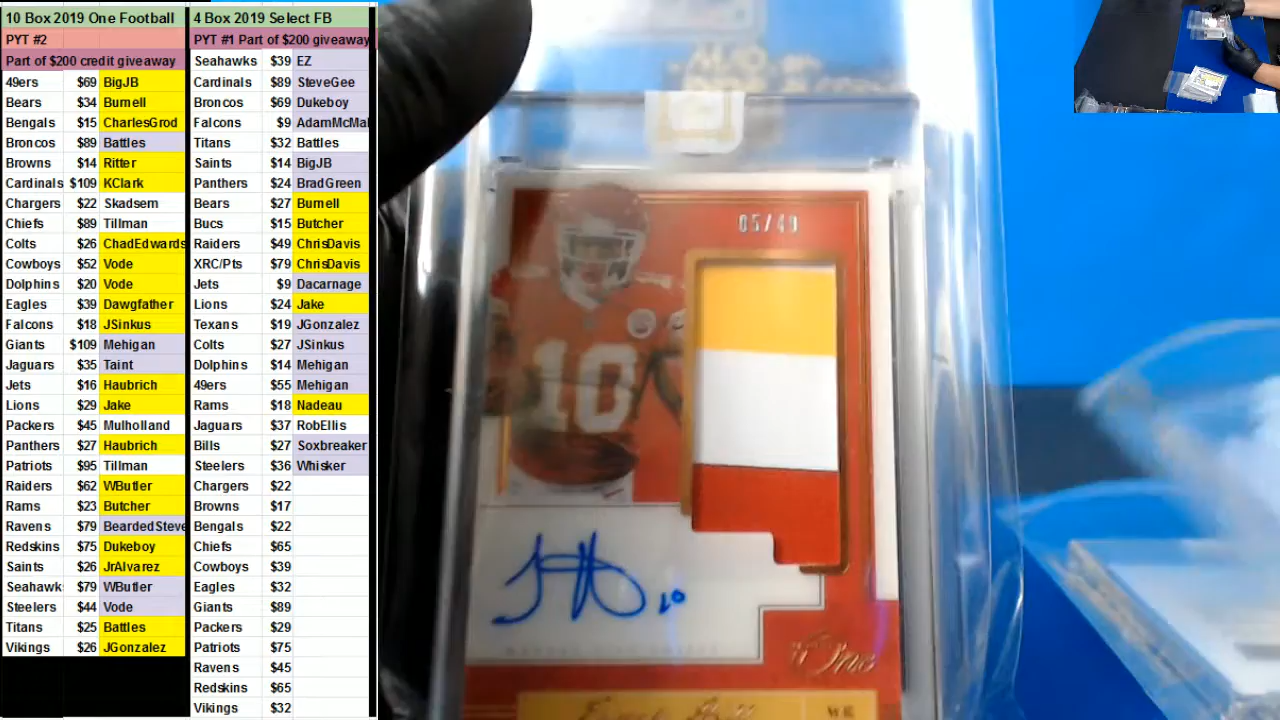 10 Box 2019 One Football
PYT #2
Part of $200 credit giveaway
49ers $69 BigJB
Bears $34 Burnell
Bengals $15 CharlesGrod
Broncos $89 Battles
Browns $14 Ritter
Cardinals $109 KClark
Chargers $22 Skadsem
Chiefs $89 Tillman
Colts $26 ChadEdwards
Cowboys $52 Vode
Dolphins $20 Vode
Eagles $39 Dawgfather
Falcons $18 JSinkus
Giants $109 Mehigan
Jaguars $35 Taint
Jets $16 Haubrich
Lions $29 Jake
Packers $45 Mulholland
Panthers $27 Haubrich
Patriots $95 Tillman
Raiders $62 WButler
Rams $23 Butcher
Ravens $79 BeardedSteve
Redskins $75 Dukeboy
Saints $26 JrAlvarez
Seahawk $79 WButler
Steelers $44 Vode
Titans $25 Battles
Vikings $26 JGonzalez
4 Box 2019 Select FB
PYT #1 Part of $200 giveaway
Seahawks $39 EZ
Cardinals $89 SteveGee
Broncos $69 Dukeboy
Falcons $9 AdamMcMal
Titans $32 Battles
Saints $14 BigJB
Panthers $24 BradGreen
Bears $27 Burnell
Bucs $15 Butcher
Raiders $49 ChrisDavis
XRC/Pts $79 ChrisDavis
Jets $9 Dacarnage
Lions $24 Jake
Texans $19 JGonzalez
Colts $27 JSinkus
Dolphins $14 Mehigan
49ers $55 Mehigan
Rams $18 Nadeau
Jaguars $37 RobEllis
Bills $27 Soxbreaker
Steelers $36 Whisker
Chargers $22
Browns $17
Bengals $22
Chiefs $65
Cowboys $39
Eagles $32
Giants $89
Packers $29
Patriots $75
Ravens $45
Redskins $65
Vikings $32
05/49
10
10
One
WR